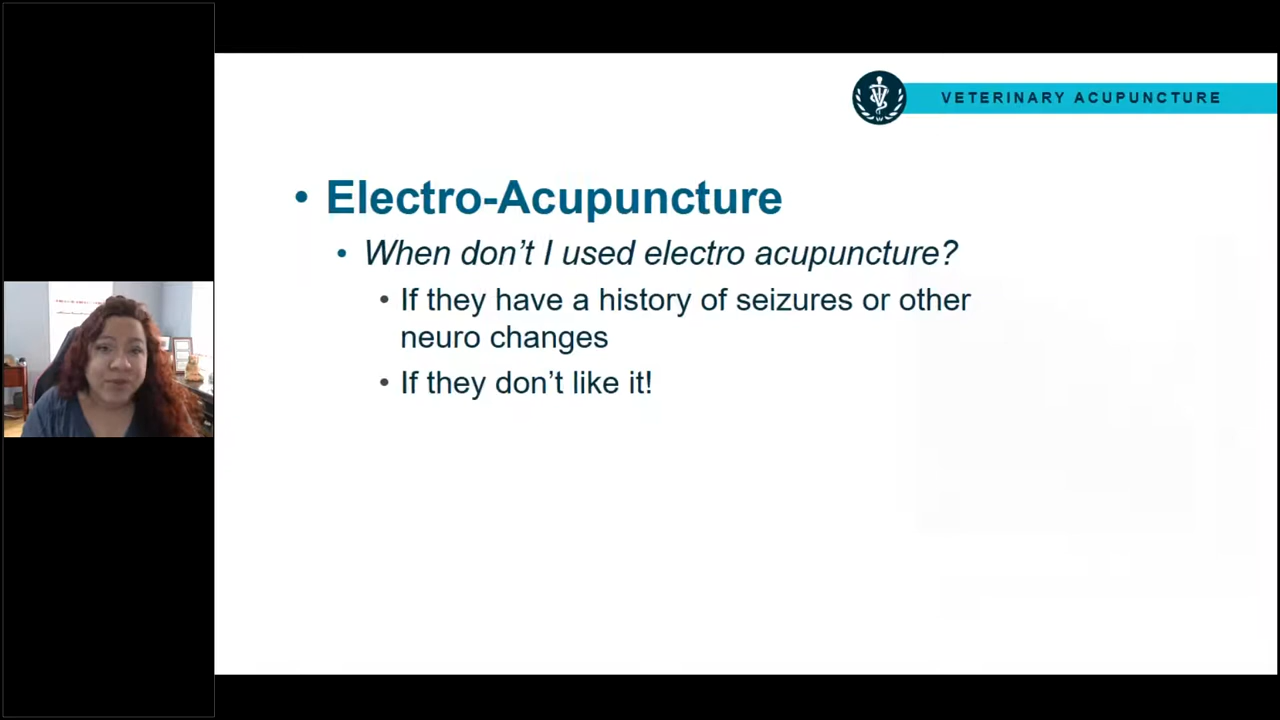 VETERINARY ACUPUNCTURE
• Electro-Acupuncture
• When don’t I used electro acupuncture?
• If they have a history of seizures or other
neuro changes
• If they don’t like it!